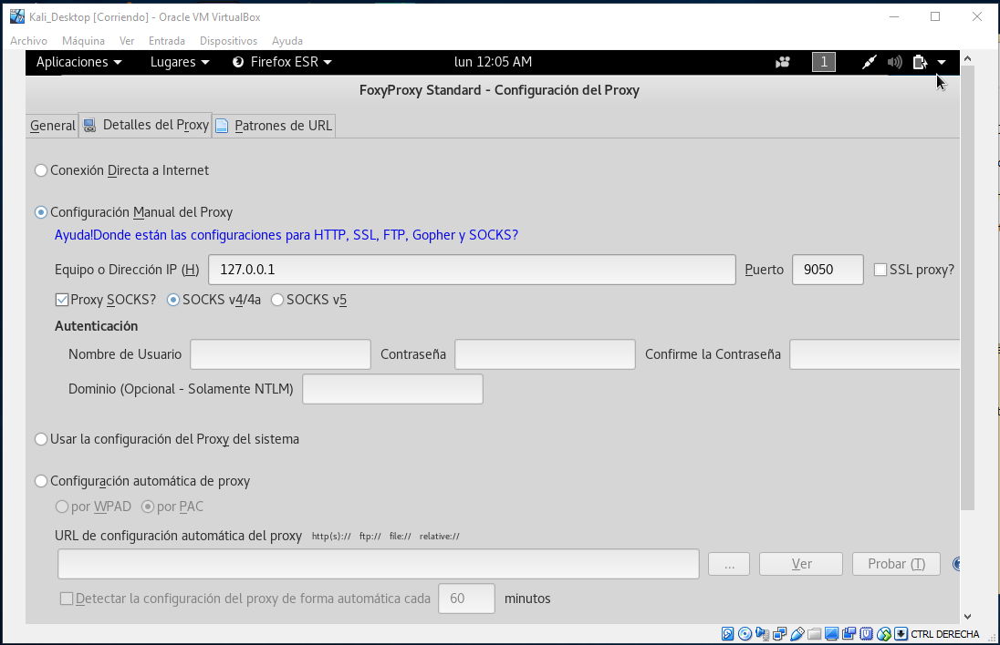 Kali_Desktop [Corriendo] - Oracle VM VirtualBox
Archivo Máquina Ver Entrada Dispositivos Ayuda
Aplicaciones Lugares Firefox ESR lun 12:05 AM 1
FoxyProxy Standard - Configuración del Proxy
General Detalles del Proxy Patrones de URL
Conexión Directa a Internet
Configuración Manual del Proxy
Ayuda!Donde están las configuraciones para HTTP, SSL, FTP, Gopher y SOCKS?
Equipo o Dirección IP (H) 127.0.0.1 Puerto 9050 SSL proxy?
Proxy SOCKS? SOCKS v4/4a SOCKS v5
Autenticación
Nombre de Usuario Contraseña Confirme la Contraseña
Dominio (Opcional - Solamente NTLM)
Usar la configuración del Proxy del sistema
Configuración automática de proxy
por WPAD por PAC
URL de configuración automática del proxy http(s):// ftp:// file:// relative://
... Ver Probar (T)
Detectar la configuración del proxy de forma automática cada 60 minutos
CTRL DERECHA